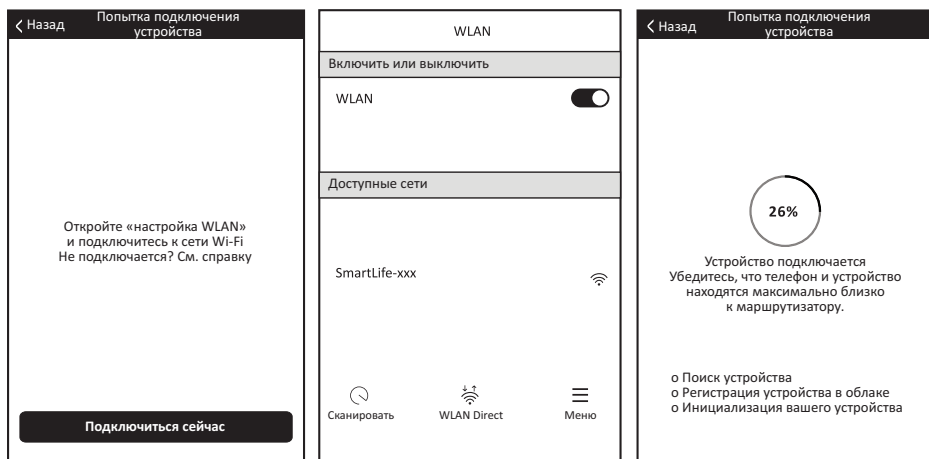 Назад
Попытка подключения
устройства
Откройте «настройка WLAN»
и подключитесь к сети Wi-Fi
Не подключается? См. справку
Подключиться сейчас
WLAN
Включить или выключить
WLAN
Доступные сети
SmartLife-xxx
Сканировать
WLAN Direct
Меню
Назад
Попытка подключения
устройства
26%
Устройство подключается
Убедитесь, что телефон и устройство
находятся максимально близко
к маршрутизатору.
о Поиск устройства
о Регистрация устройства в облаке
о Инициализация вашего устройства